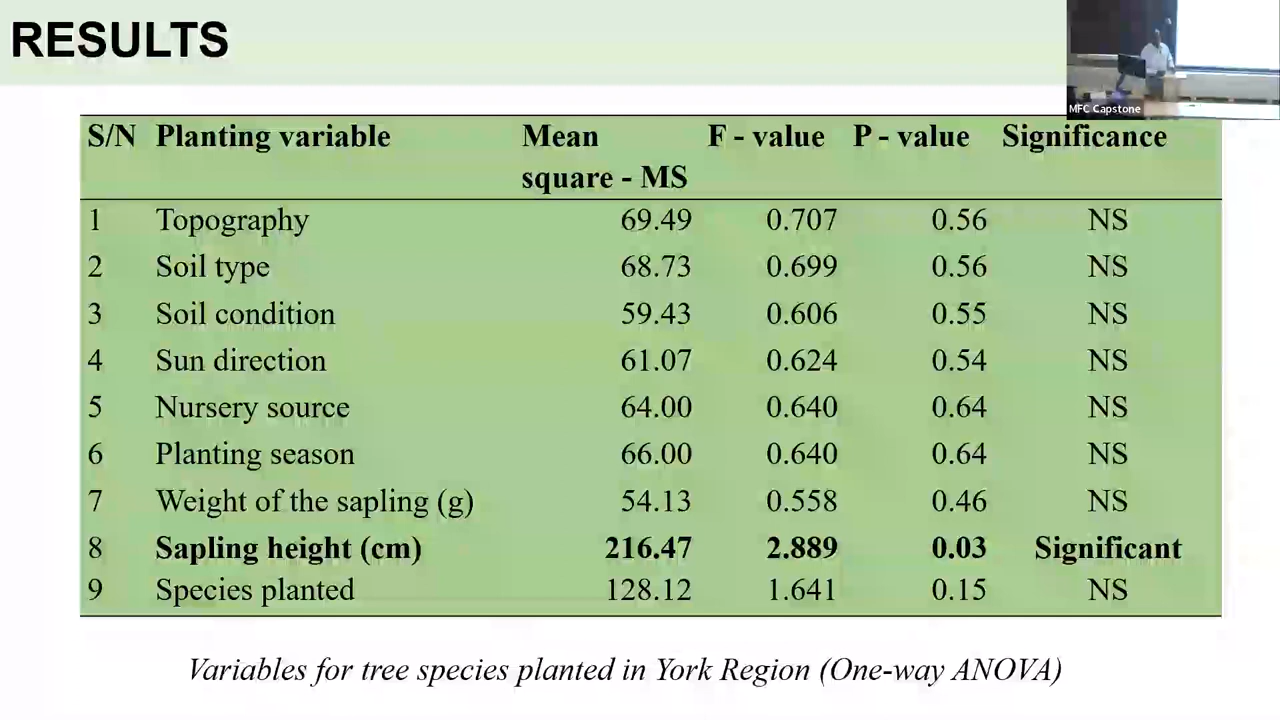 RESULTS
MFC Capstone
S/N Planting variable Mean F - value P - value Significance
square - MS
1 Topography 69.49 0.707 0.56 NS
2 Soil type 68.73 0.699 0.56 NS
3 Soil condition 59.43 0.606 0.55 NS
4 Sun direction 61.07 0.624 0.54 NS
5 Nursery source 64.00 0.640 0.64 NS
6 Planting season 66.00 0.640 0.64 NS
7 Weight of the sapling (g) 54.13 0.558 0.46 NS
8 Sapling height (cm) 216.47 2.889 0.03 Significant
9 Species planted 128.12 1.641 0.15 NS
Variables for tree species planted in York Region (One-way ANOVA)